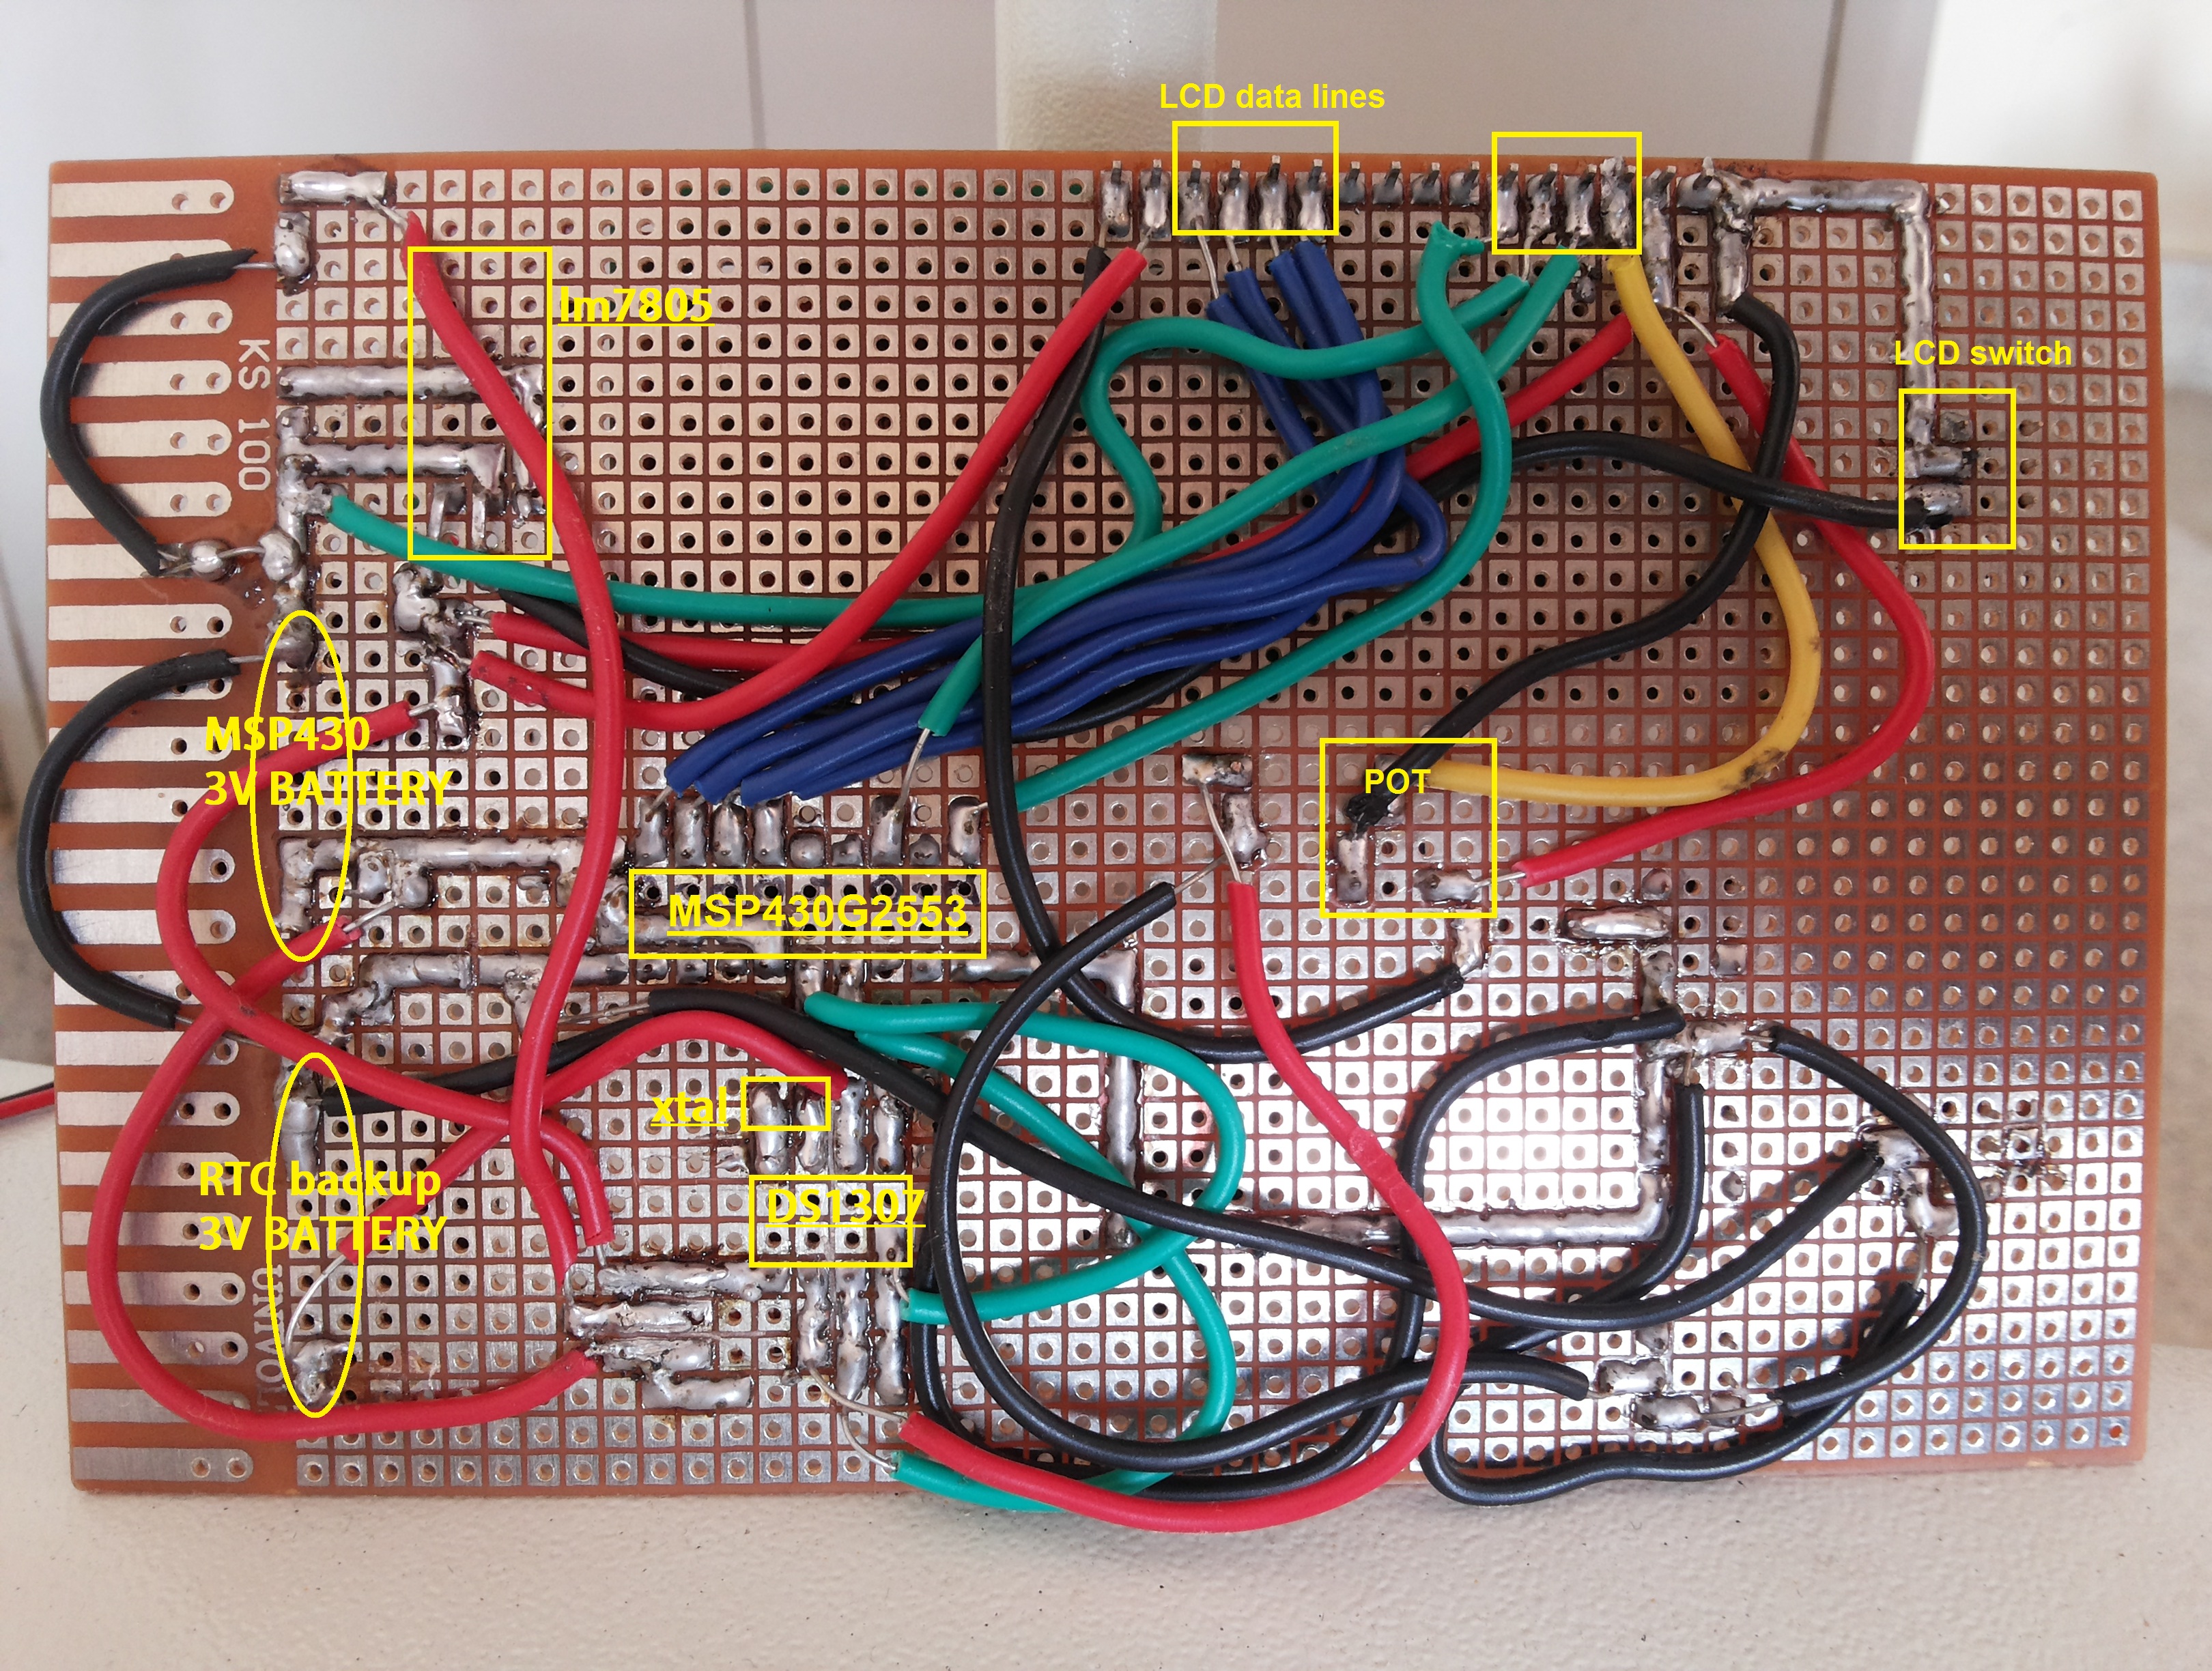 LCD data lines
lm7805
LCD switch
KS 100
MSP430
3V BATTERY
POT
MSP430G2553
xtal
RTC backup
3V BATTERY
DS1307